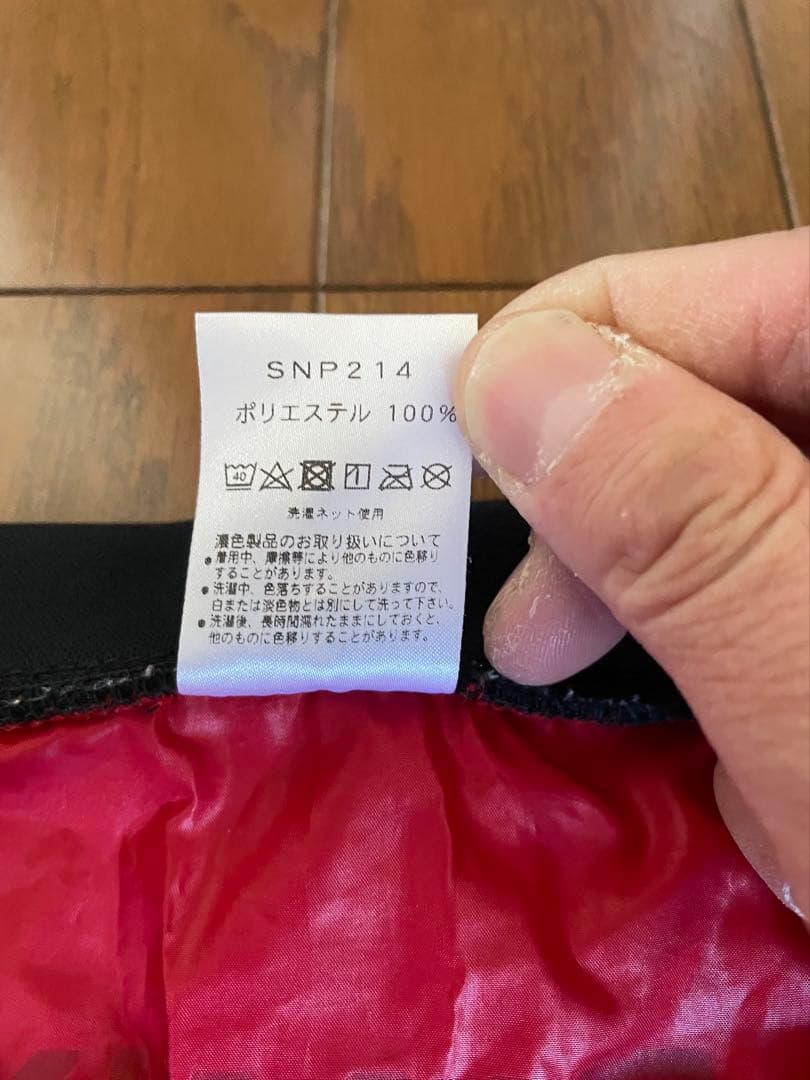 SNP214
ポリエステル 100%
40
洗濯ネット使用
濃色製品のお取り扱いについて
●着用中、摩擦等により他のものに色移り
することがあります。
●洗濯中、色落ちすることがありますので、
白または淡色物とは別にして洗って下さい。
●洗濯後、長時間濡れたままにしておくと、
他のものに色移りすることがあります。